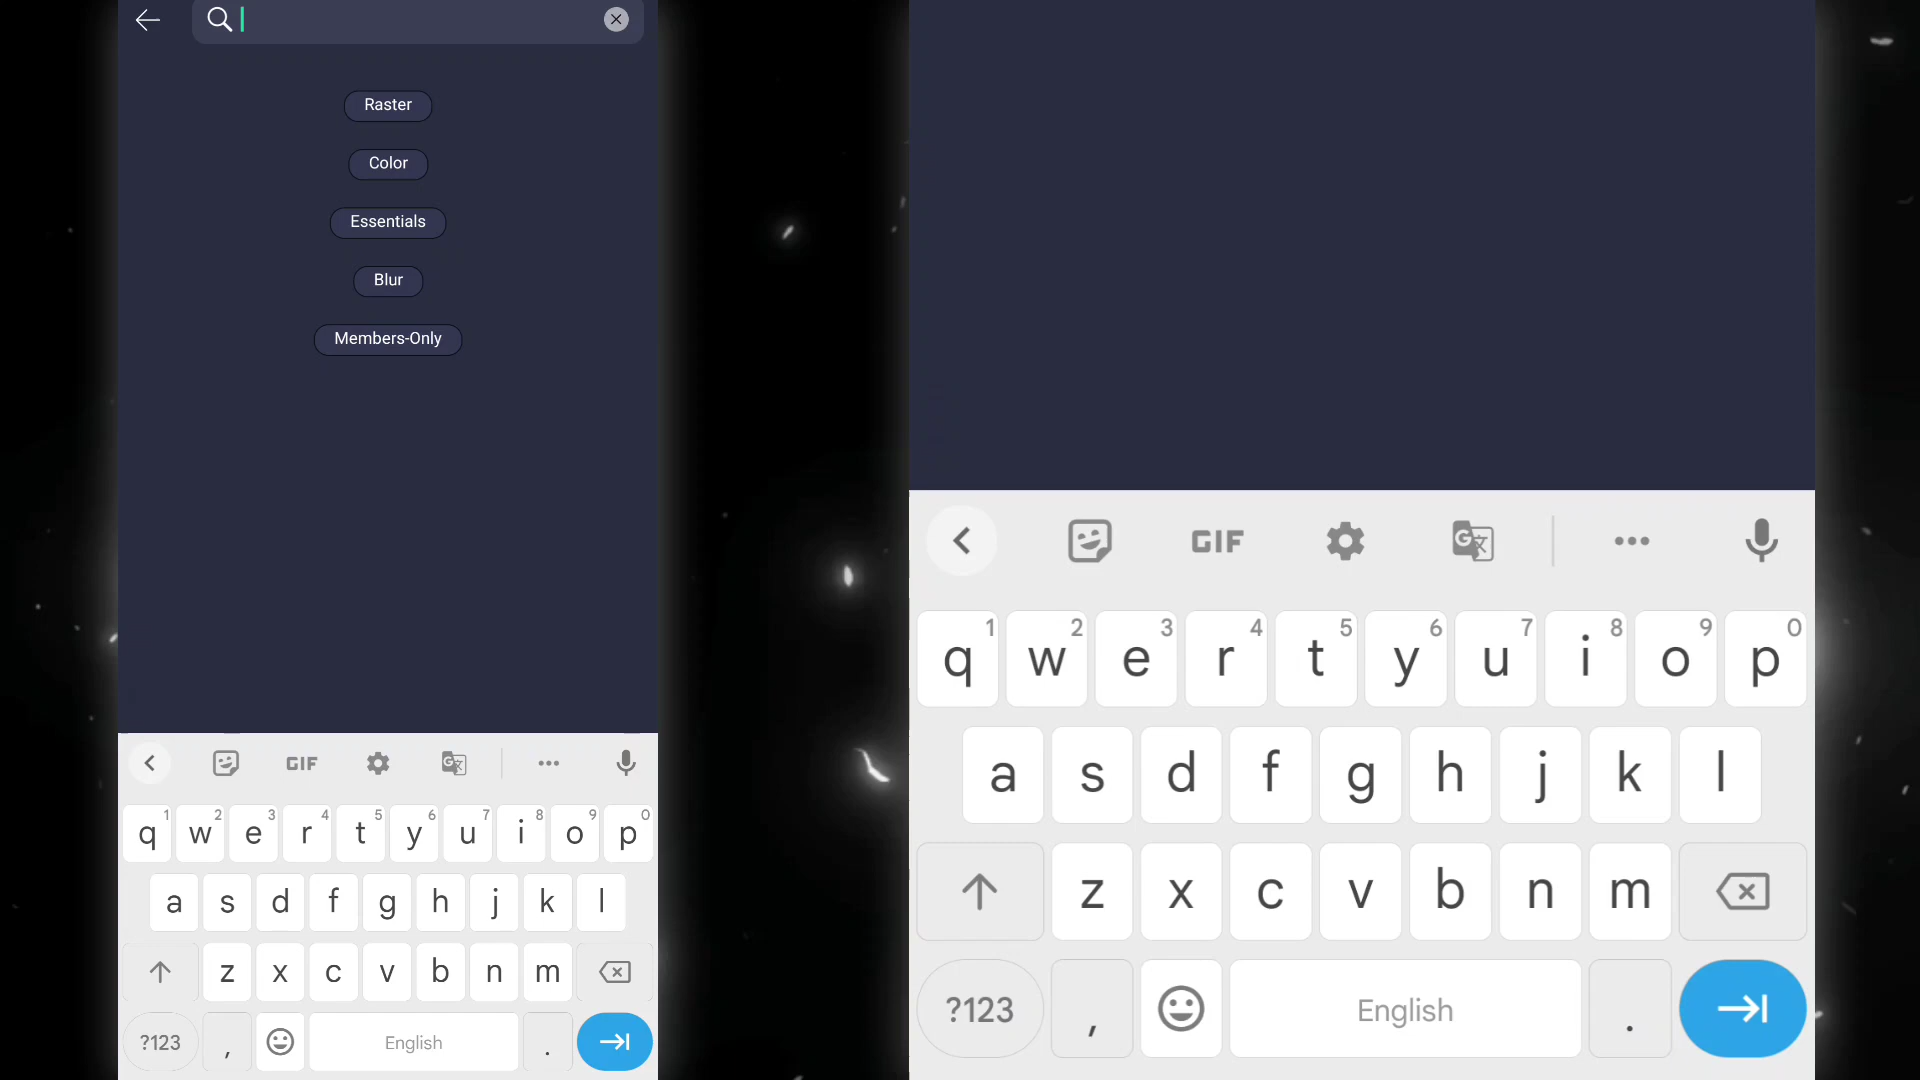 Raster
Color
Essentials
Blur
Members-Only
GIF
1 2 3 4 5 6 7 8 9 0
q w e r t y u i o p
a s d f g h j k l
z x c v b n m
?123 , English .
GIF
1 2 3 4 5 6 7 8 9 0
q w e r t y u i o p
a s d f g h j k l
z x c v b n m
?123 , English .